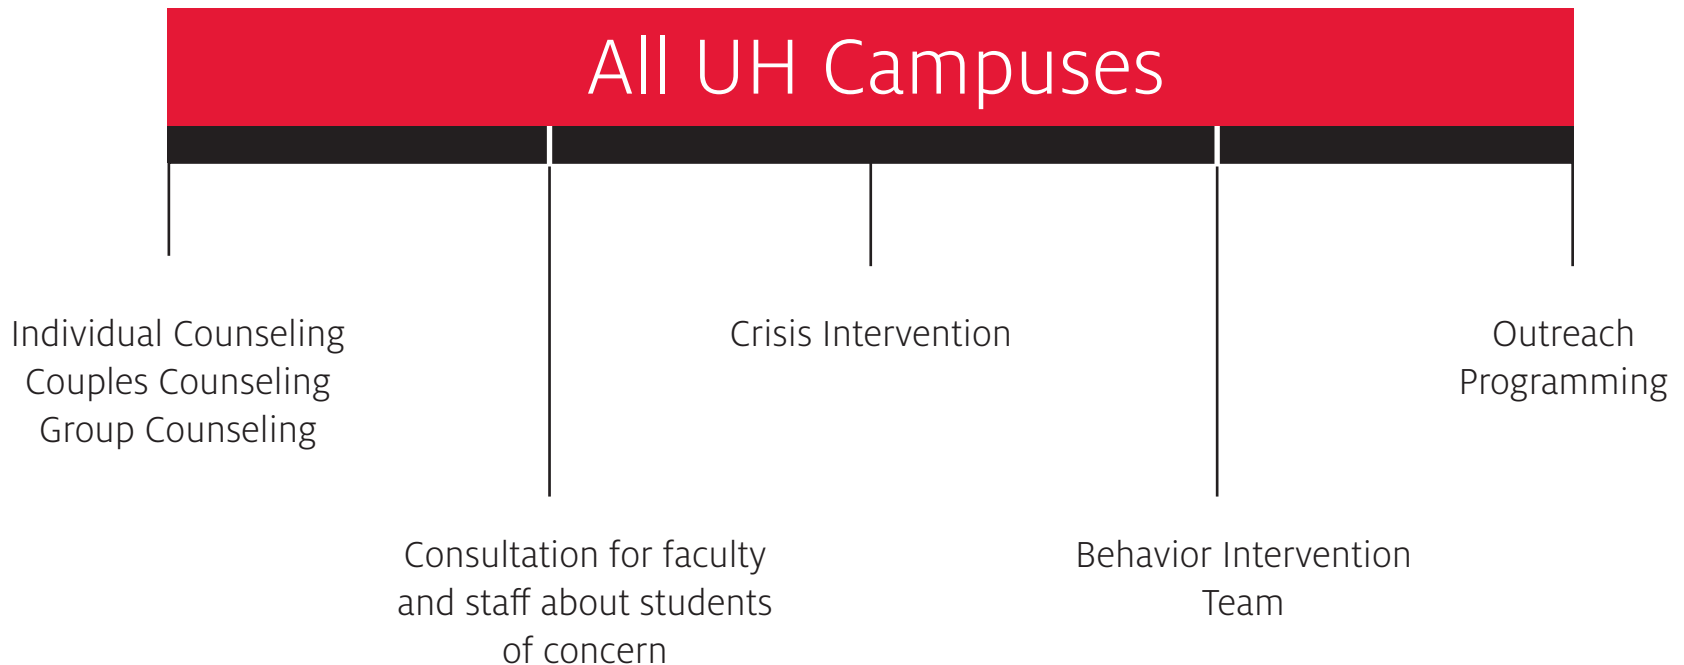 All UH Campuses
Individual Counseling
Couples Counseling
Group Counseling
Consultation for faculty
and staff about students
of concern
Crisis Intervention
Behavior Intervention
Team
Outreach
Programming